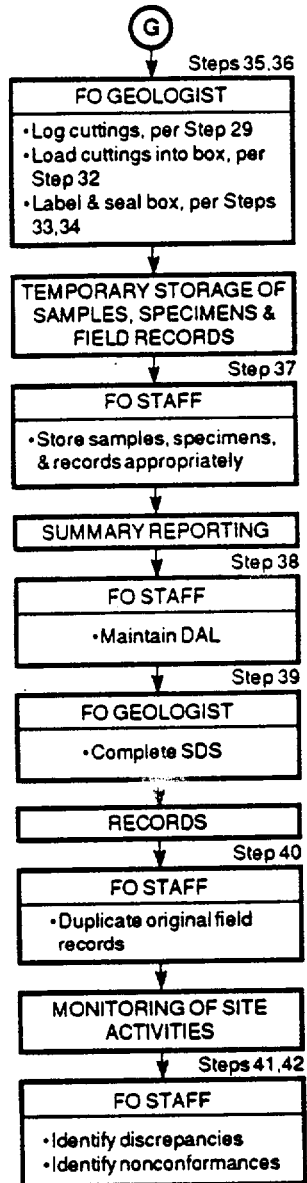 G
Steps 35,36
FO GEOLOGIST
•Log cuttings, per Step 29
•Load cuttings into box, per
Step 32
•Label & seal box, per Steps
33,34
TEMPORARY STORAGE OF
SAMPLES, SPECIMENS &
FIELD RECORDS
Step 37
FO STAFF
•Store samples, specimens,
& records appropriately
SUMMARY REPORTING
Step 38
FO STAFF
•Maintain DAL
Step 39
FO GEOLOGIST
•Complete SDS
RECORDS
Step 40
FO STAFF
•Duplicate original field
records
MONITORING OF SITE
ACTIVITIES
Steps 41,42
FO STAFF
•Identify discrepancies
•Identify nonconformances